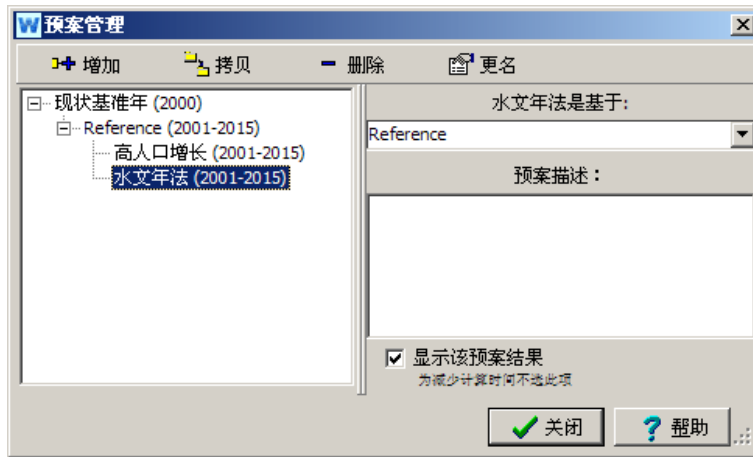 预案管理
增加
拷贝
删除
更名
现状基准年 (2000)
Reference (2001-2015)
高人口增长 (2001-2015)
水文年法 (2001-2015)
水文年法是基于:
Reference
预案描述：
显示该预案结果
为减少计算时间不选此项
关闭
帮助